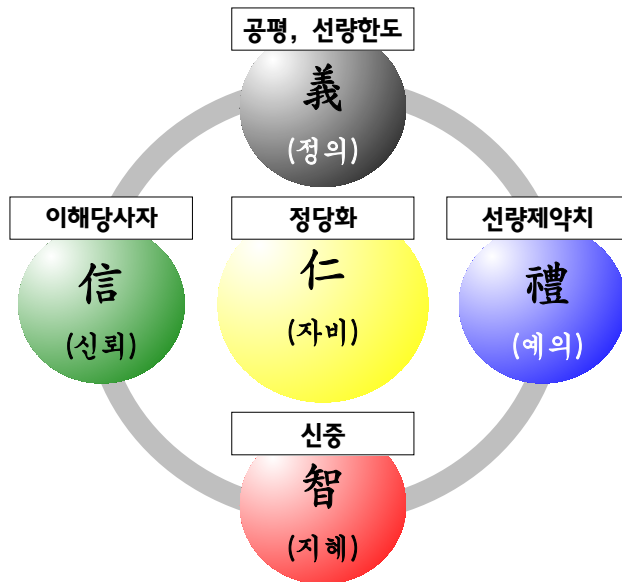 공평, 선량한도
義
(정의)
이해당사자
信
(신뢰)
정당화
仁
(자비)
선량제약치
禮
(예의)
신중
智
(지혜)